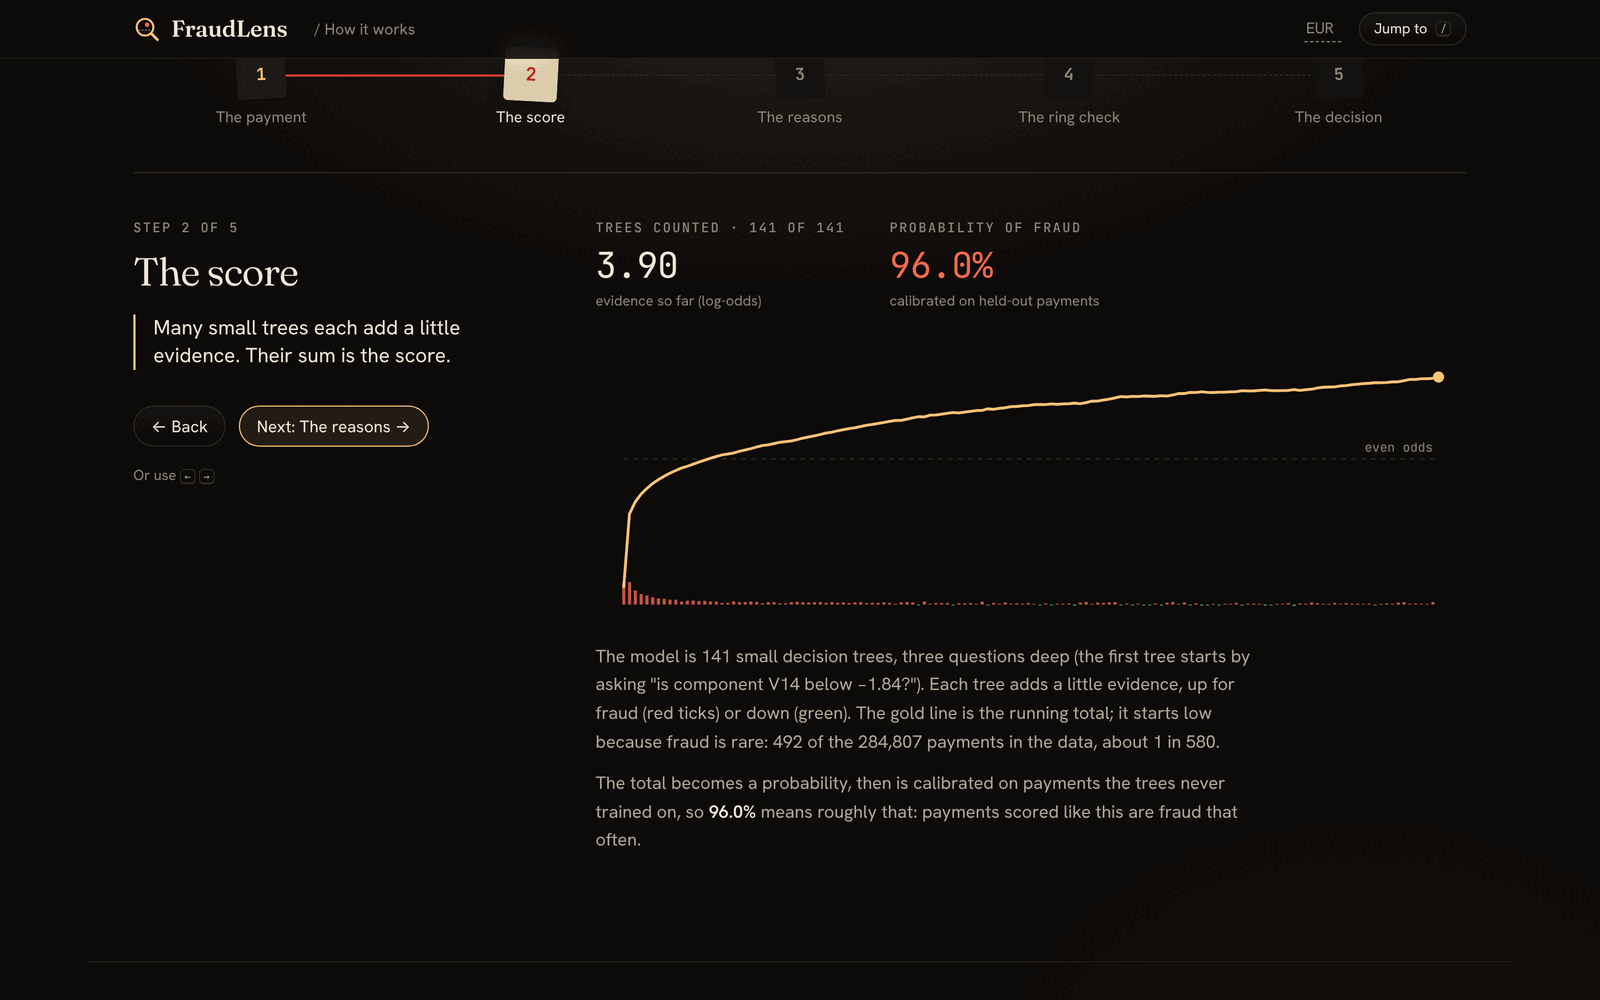 FraudLens / How it works EUR Jump to /
1 2 3 4 5
The payment The score The reasons The ring check The decision
STEP 2 OF 5
The score
Many small trees each add a little
evidence. Their sum is the score.
← Back Next: The reasons →
Or use ← →
TREES COUNTED · 141 OF 141
3.90
evidence so far (log-odds)
PROBABILITY OF FRAUD
96.0%
calibrated on held-out payments
even odds
The model is 141 small decision trees, three questions deep (the first tree starts by
asking "is component V14 below −1.84?"). Each tree adds a little evidence, up for
fraud (red ticks) or down (green). The gold line is the running total; it starts low
because fraud is rare: 492 of the 284,807 payments in the data, about 1 in 580.
The total becomes a probability, then is calibrated on payments the trees never
trained on, so 96.0% means roughly that: payments scored like this are fraud that
often.